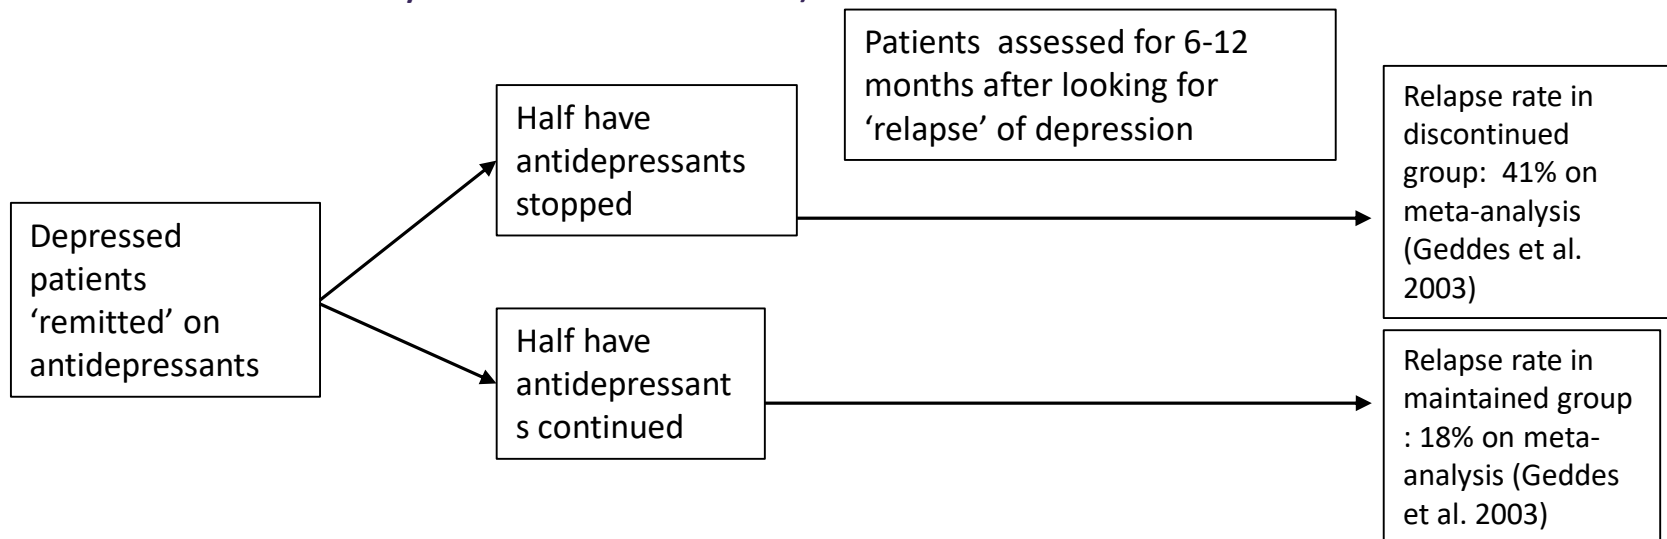 Patients  assessed for 6-12
months after looking for
‘relapse’ of depression
Half have
antidepressants
stopped
Depressed
patients
‘remitted’ on
antidepressants
Half have
antidepressant
s continued
Relapse rate in
discontinued
group:  41% on
meta-analysis
(Geddes et al.
2003)
Relapse rate in
maintained group
: 18% on meta-
analysis (Geddes
et al. 2003)